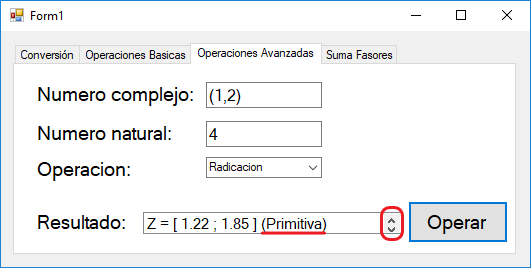 Form1
Conversión Operaciones Basicas Operaciones Avanzadas Suma Fasores
Numero complejo: (1,2)
Numero natural: 4
Operacion: Radicacion
Resultado: Z = [ 1.22 ; 1.85 ] (Primitiva) Operar